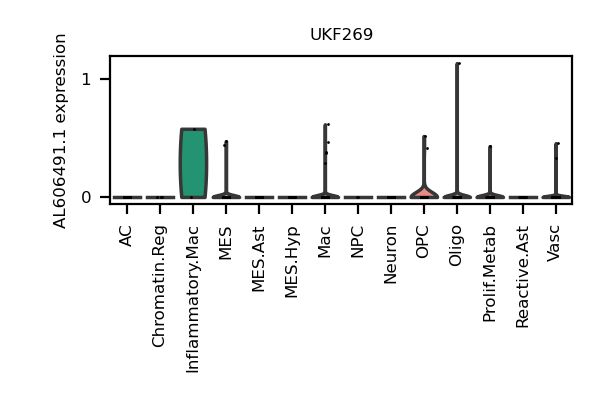 UKF269
AL606491.1 expression
1
0
AC
Chromatin.Reg
Inflammatory.Mac
MES
MES.Ast
MES.Hyp
Mac
NPC
Neuron
OPC
Oligo
Prolif.Metab
Reactive.Ast
Vasc